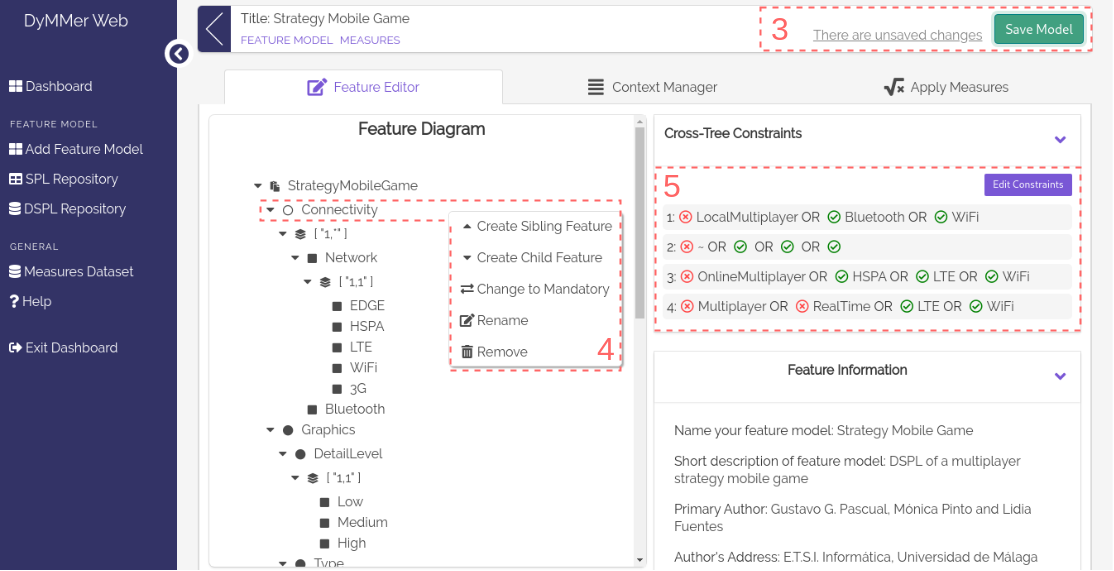 DyMMer Web
Dashboard
FEATURE MODEL
Add Feature Model
SPL Repository
DSPL Repository
GENERAL
Measures Dataset
Help
Exit Dashboard
Title: Strategy Mobile Game
FEATURE MODEL MEASURES
3
There are unsaved changes
Save Model
Feature Editor
Context Manager
Apply Measures
Feature Diagram
StrategyMobileGame
Connectivity
[ "1,*" ]
Network
[ "1,1" ]
EDGE
HSPA
LTE
WiFi
3G
Bluetooth
Graphics
DetailLevel
[ "1,1" ]
Low
Medium
High
Type
Create Sibling Feature
Create Child Feature
Change to Mandatory
Rename
Remove
4
Cross-Tree Constraints
5
Edit Constraints
1: LocalMultiplayer OR Bluetooth OR WiFi
2: ~ OR OR OR
3: OnlineMultiplayer OR HSPA OR LTE OR WiFi
4: Multiplayer OR RealTime OR LTE OR WiFi
Feature Information
Name your feature model: Strategy Mobile Game
Short description of feature model: DSPL of a multiplayer
strategy mobile game
Primary Author: Gustavo G. Pascual, Mónica Pinto and Lidia
Fuentes
Author's Address: E.T.S.I. Informática, Universidad de Málaga